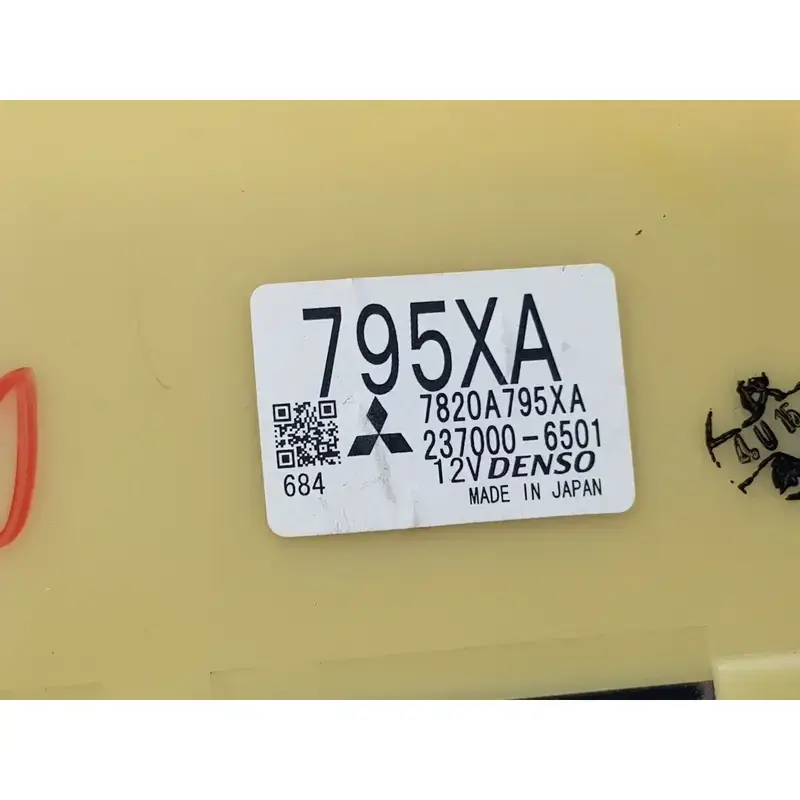 795XA
7820A795XA
237000-6501
12V DENSO
684
MADE IN JAPAN